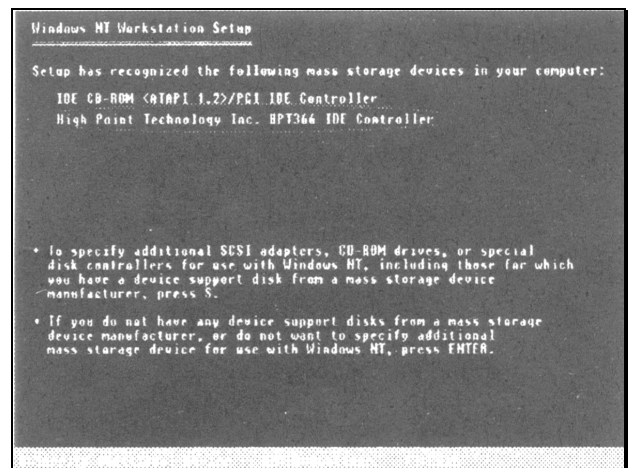 Windows NT Workstation Setup
Setup has recognized the following mass storage devices in your computer:
IDE CD-ROM <ATAPI 1.2>/PCI IDE Controller
High Point Technology Inc. HPT366 IDE Controller
• To specify additional SCSI adapters, CD-ROM drives, or special
disk controllers for use with Windows NT, including those for which
you have a device support disk from a mass storage device
manufacturer, press S.
• If you do not have any device support disks from a mass storage
device manufacturer, or do not want to specify additional
mass storage device for use with Windows NT, press ENTER.